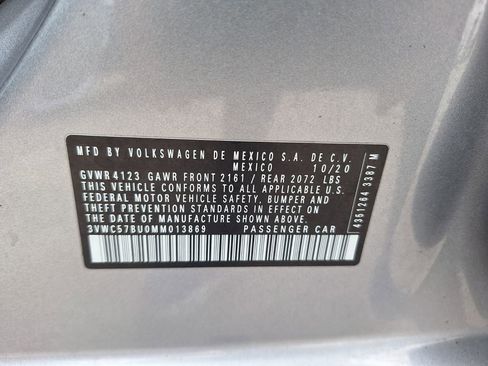 MFD BY VOLKSWAGEN DE MEXICO S.A. DE C.V.
MEXICO 10/20
GVWR 4123 GAWR FRONT 2161 / REAR 2072 LBS
THIS VEHICLE CONFORMS TO ALL APPLICABLE U.S.
FEDERAL MOTOR VEHICLE SAFETY, BUMPER AND
THEFT PREVENTION STANDARDS IN EFFECT ON THE
DATE OF MANUFACTURE SHOWN ABOVE.
3VWC57BU0MM013869 PASSENGER CAR
4351264 3387 M